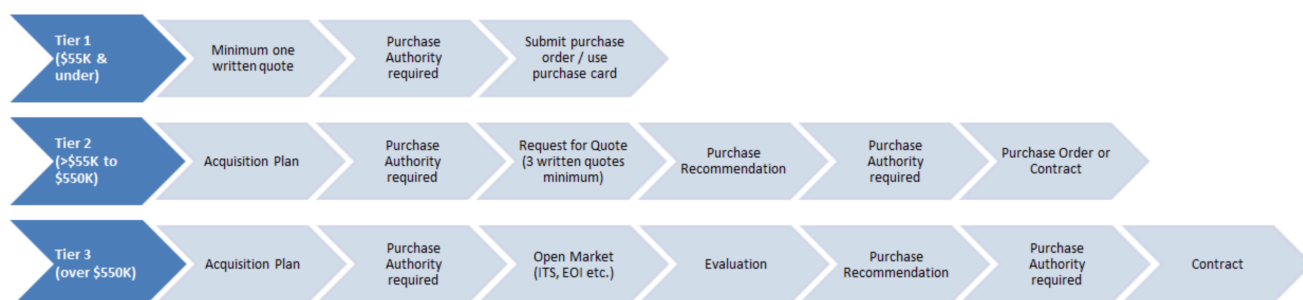 Tier 1
($55K &
under)
Minimum one
written quote
Purchase
Authority
required
Submit purchase
order / use
purchase card
Tier 2
(>$55K to
$550K)
Acquisition Plan
Purchase
Authority
required
Request for Quote
(3 written quotes
minimum)
Purchase
Recommendation
Purchase
Authority
required
Purchase Order or
Contract
Tier 3
(over $550K)
Acquisition Plan
Purchase
Authority
required
Open Market
(ITS, EOI etc.)
Evaluation
Purchase
Recommendation
Purchase
Authority
required
Contract